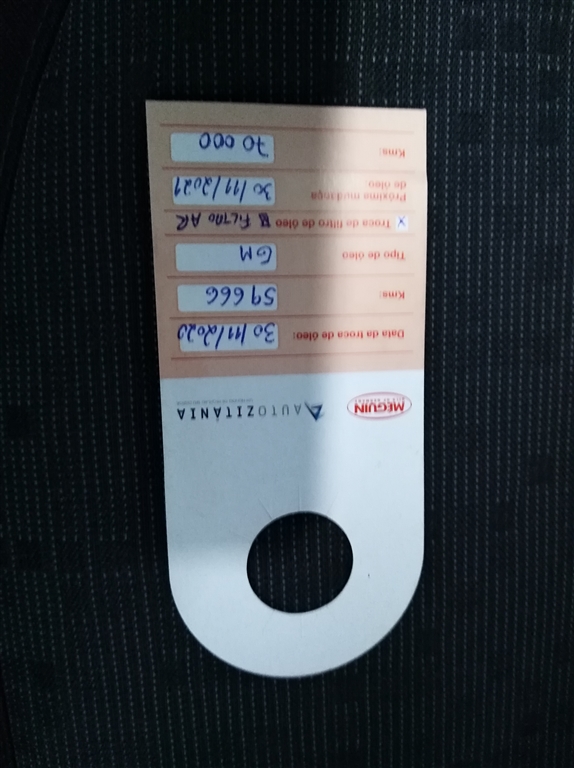 MEGUIN
AUTOZITÂNIA
Data da troca de óleo: 30/11/2020
Kms: 59666
Tipo de óleo GM
x Troca de filtro de óleo x FILTRO AR
Próxima mudança
de óleo 30/11/2021
Kms: 70 000